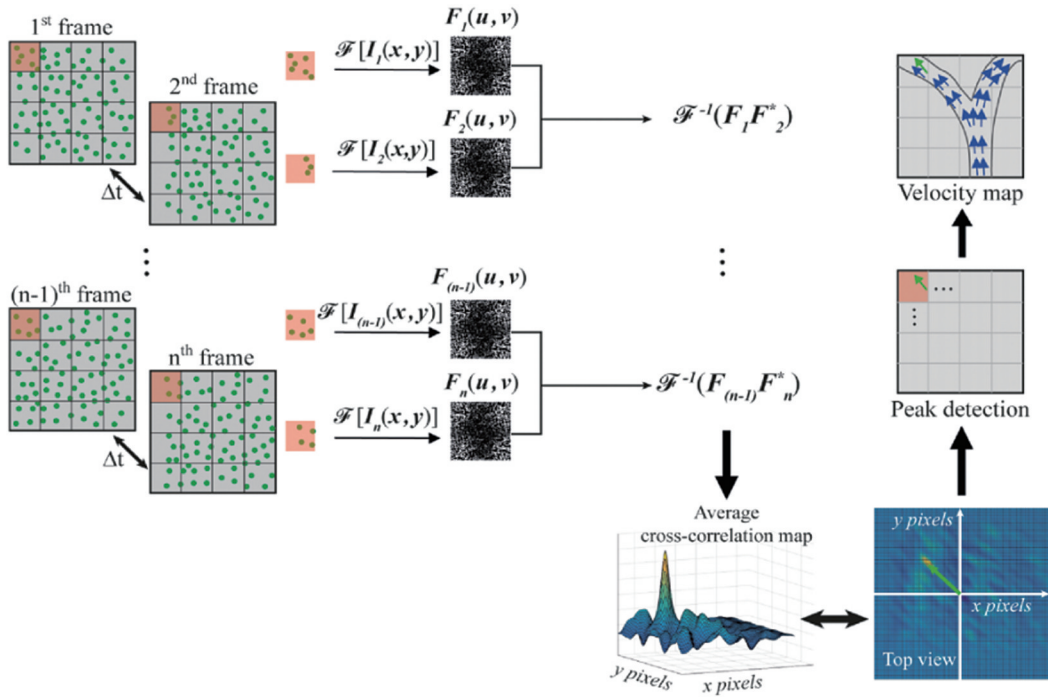 1st frame
2nd frame
Δt
ℱ[I1(x,y)]
F1(u,v)
ℱ[I2(x,y)]
F2(u,v)
ℱ-1(F1F*2)
⋮
(n-1)th frame
nth frame
Δt
ℱ[I(n-1)(x,y)]
F(n-1)(u,v)
ℱ[In(x,y)]
Fn(u,v)
⋮
ℱ-1(F(n-1)F*n)
Average
cross-correlation map
y pixels
x pixels
y pixels
x pixels
Top view
...
⋮
Peak detection
Velocity map